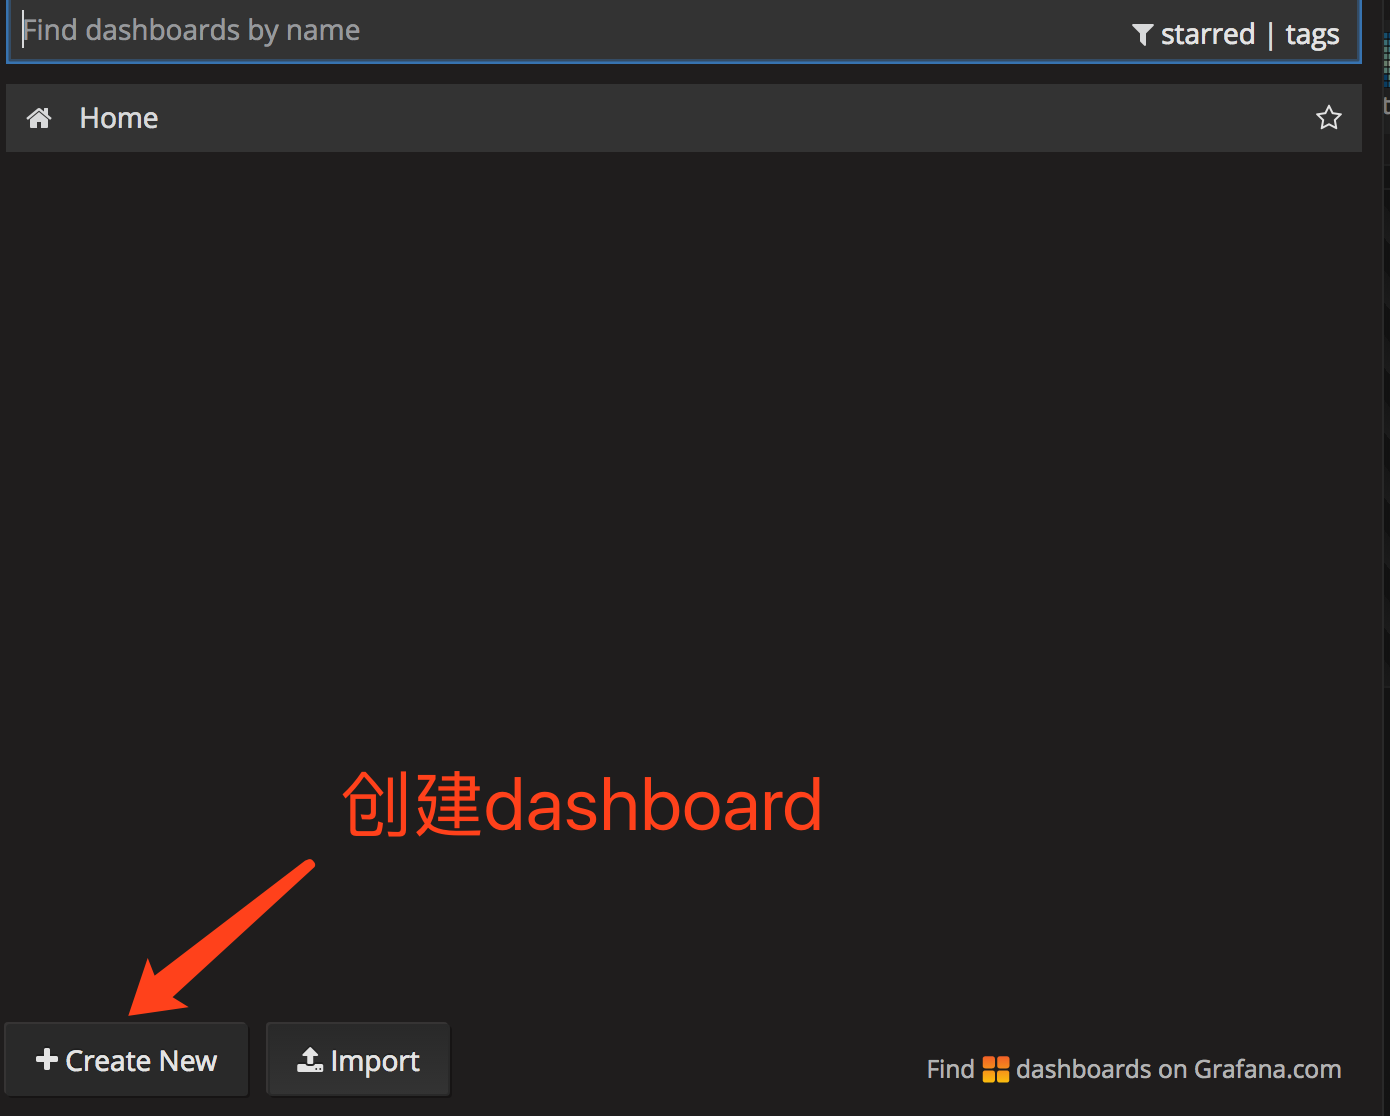 Find dashboards by name
starred | tags
Home
创建dashboard
Create New
Import
Find dashboards on Grafana.com